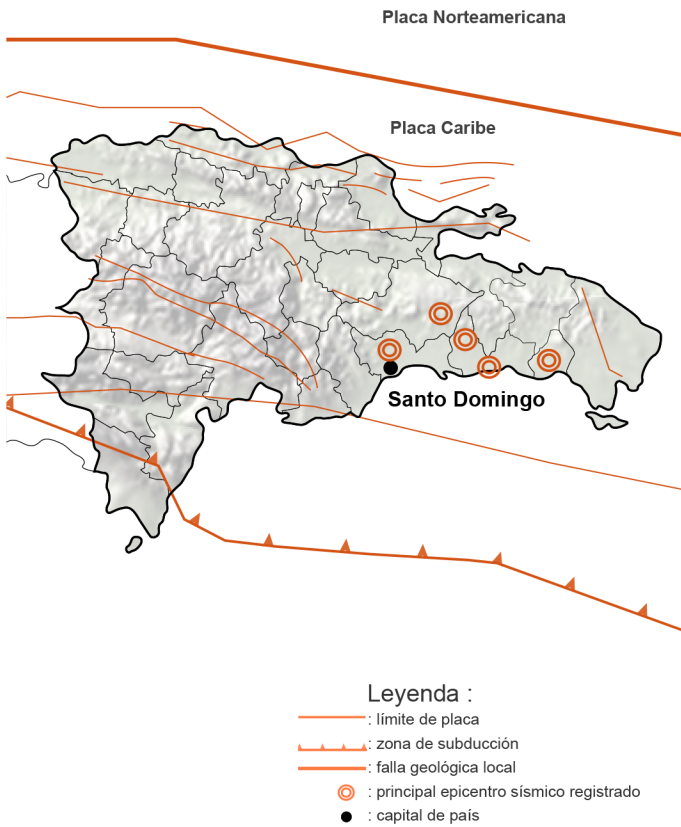 Placa Norteamericana
Placa Caribe
Santo Domingo
Leyenda :
: límite de placa
: zona de subducción
: falla geológica local
: principal epicentro sísmico registrado
: capital de país